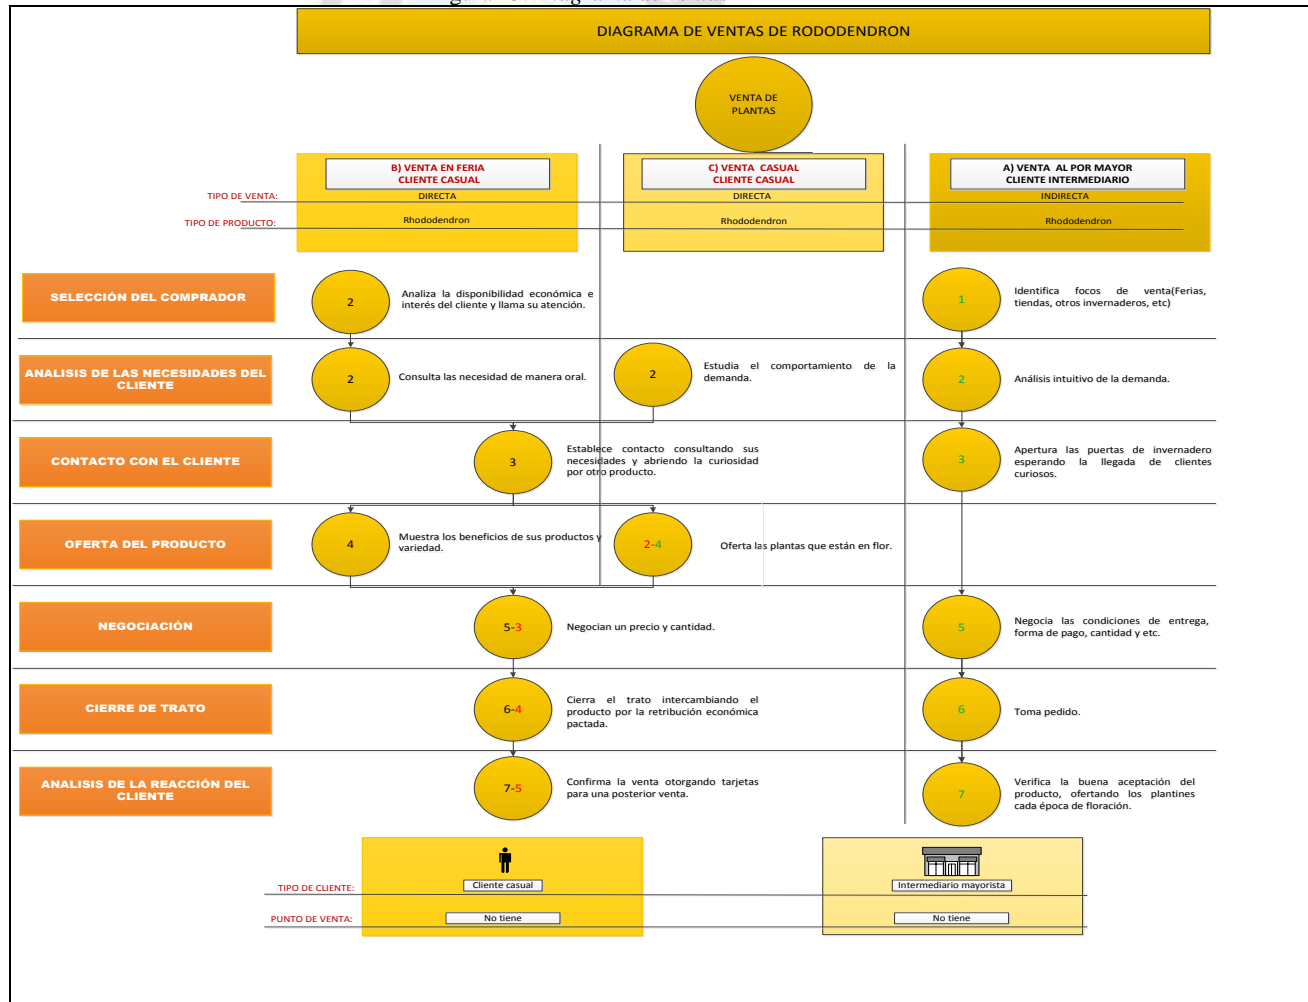 DIAGRAMA DE VENTAS DE RODODENDRON
VENTA DE
PLANTAS
B) VENTA EN FERIA
CLIENTE CASUAL
C) VENTA CASUAL
CLIENTE CASUAL
A) VENTA AL POR MAYOR
CLIENTE INTERMEDIARIO
TIPO DE VENTA:
DIRECTA
DIRECTA
INDIRECTA
TIPO DE PRODUCTO:
Rhododendron
Rhododendron
Rhododendron
SELECCIÓN DEL COMPRADOR
2
Analiza la disponibilidad económica e
interés del cliente y llama su atención.
1
Identifica focos de venta(Ferias,
tiendas, otros invernaderos, etc)
ANALISIS DE LAS NECESIDADES DEL
CLIENTE
2
Consulta las necesidad de manera oral.
2
Estudia el comportamiento de la
demanda.
2
Análisis intuitivo de la demanda.
CONTACTO CON EL CLIENTE
3
Establece contacto consultando sus
necesidades y abriendo la curiosidad
por otro producto.
3
Apertura las puertas de invernadero
esperando la llegada de clientes
curiosos.
OFERTA DEL PRODUCTO
4
Muestra los beneficios de sus productos y
variedad.
2-4
Oferta las plantas que están en flor.
NEGOCIACIÓN
5-3
Negocian un precio y cantidad.
5
Negocia las condiciones de entrega,
forma de pago, cantidad y etc.
CIERRE DE TRATO
6-4
Cierra el trato intercambiando el
producto por la retribución económica
pactada.
6
Toma pedido.
ANALISIS DE LA REACCIÓN DEL
CLIENTE
7-5
Confirma la venta otorgando tarjetas
para una posterior venta.
7
Verifica la buena aceptación del
producto, ofertando los plantines
cada época de floración.
TIPO DE CLIENTE:
Cliente casual
Intermediario mayorista
PUNTO DE VENTA:
No tiene
No tiene